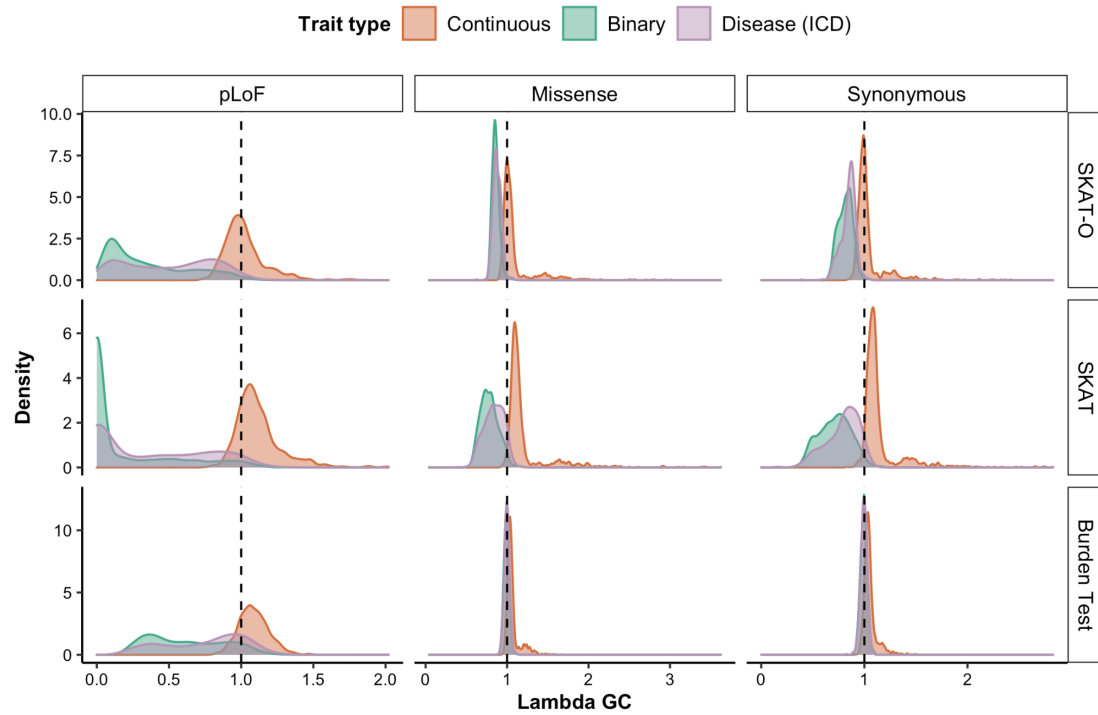 Trait type Continuous Binary Disease (ICD)
pLoF Missense Synonymous
10.0
7.5
5.0
2.5
0.0
SKAT-O
6
4
2
0
SKAT
10
5
0
Burden Test
Density
0.0 0.5 1.0 1.5 2.0 0 1 2 3 0 1 2
Lambda GC